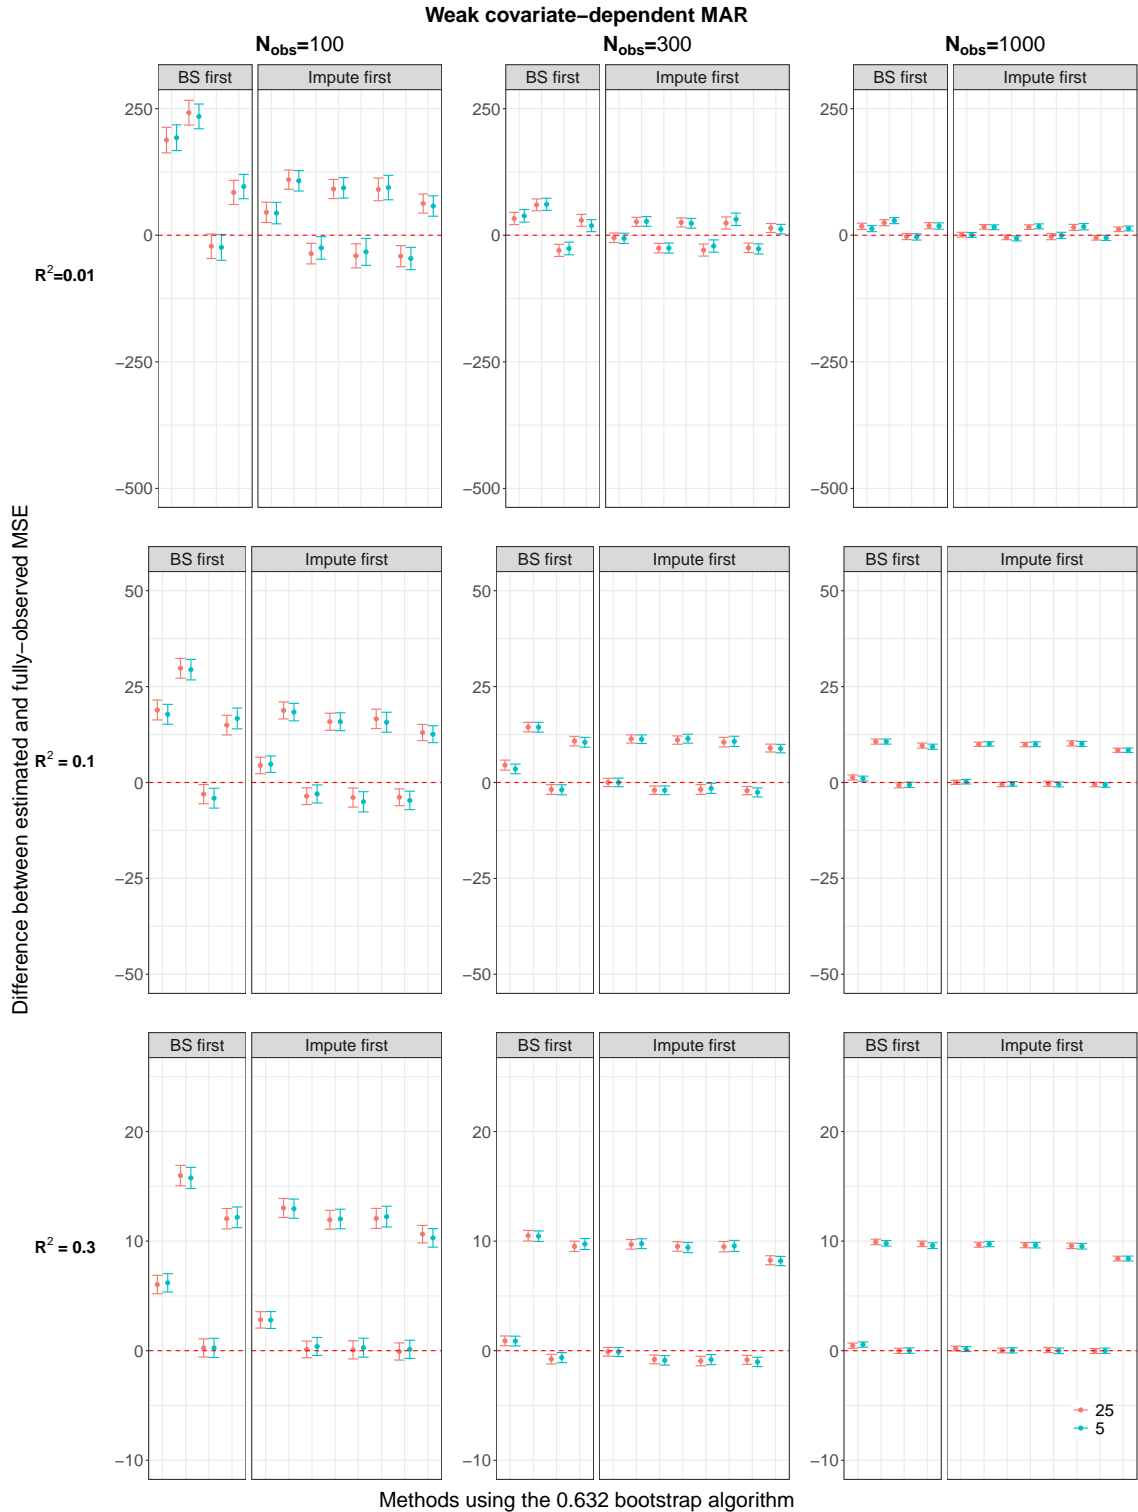 Weak covariate−dependent MAR
N_obs=100 N_obs=300 N_obs=1000
BS first Impute first BS first Impute first BS first Impute first
250 250 250
0 0 0
R²=0.01
−250 −250 −250
−500 −500 −500
Difference between estimated and fully−observed MSE
BS first Impute first BS first Impute first BS first Impute first
50 50 50
25 25 25
R² = 0.1
0 0 0
−25 −25 −25
−50 −50 −50
BS first Impute first BS first Impute first BS first Impute first
20 20 20
R² = 0.3
10 10 10
0 0 0
25
5
−10 −10 −10
Methods using the 0.632 bootstrap algorithm